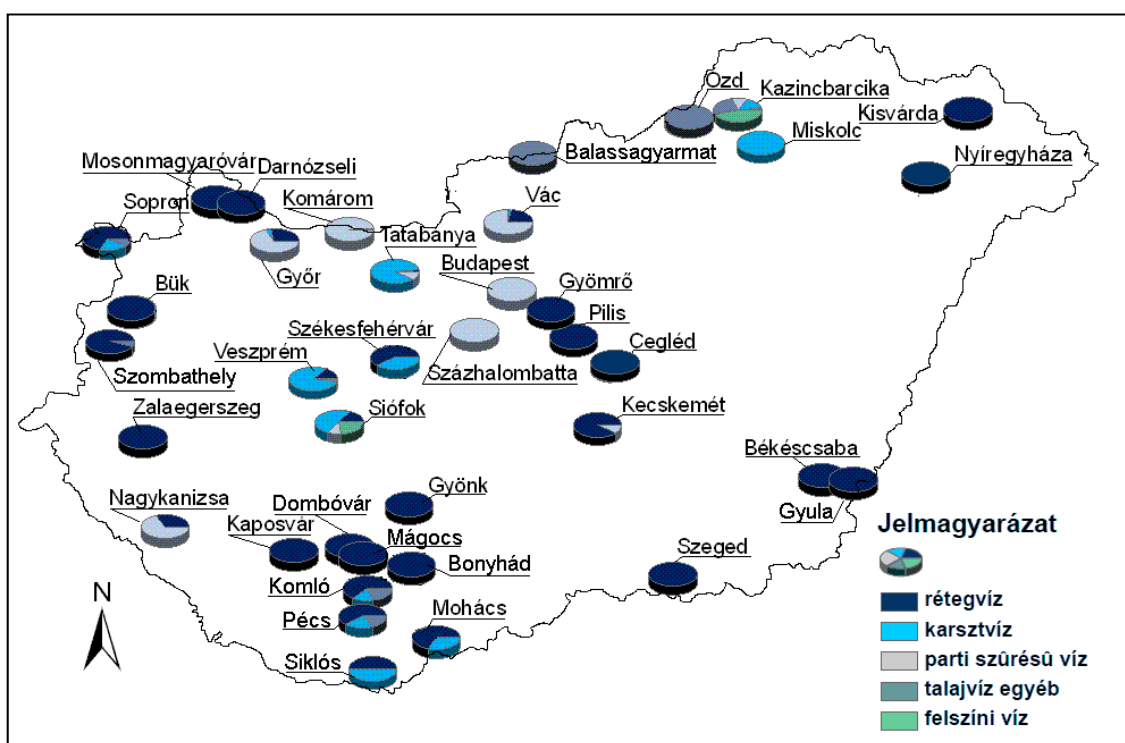 Ozd
Kazincbarcika
Kisvárda
Miskolc
Balassagyarmat
Nyíregyháza
Mosonmagyaróvár
Darnózseli
Komárom
Vác
Sopron
Tatabánya
Budapest
Győr
Gyömrő
Bük
Pilis
Székesfehérvár
Cegléd
Veszprém
Százhalombatta
Szombathely
Zalaegerszeg
Siófok
Kecskemét
Békéscsaba
Nagykanizsa
Dombóvár
Gyönk
Gyula
Kaposvár
Mágocs
Szeged
Bonyhád
Komló
Pécs
Mohács
Siklós
N
Jelmagyarázat
rétegvíz
karsztvíz
parti szûrésû víz
talajvíz egyéb
felszíni víz